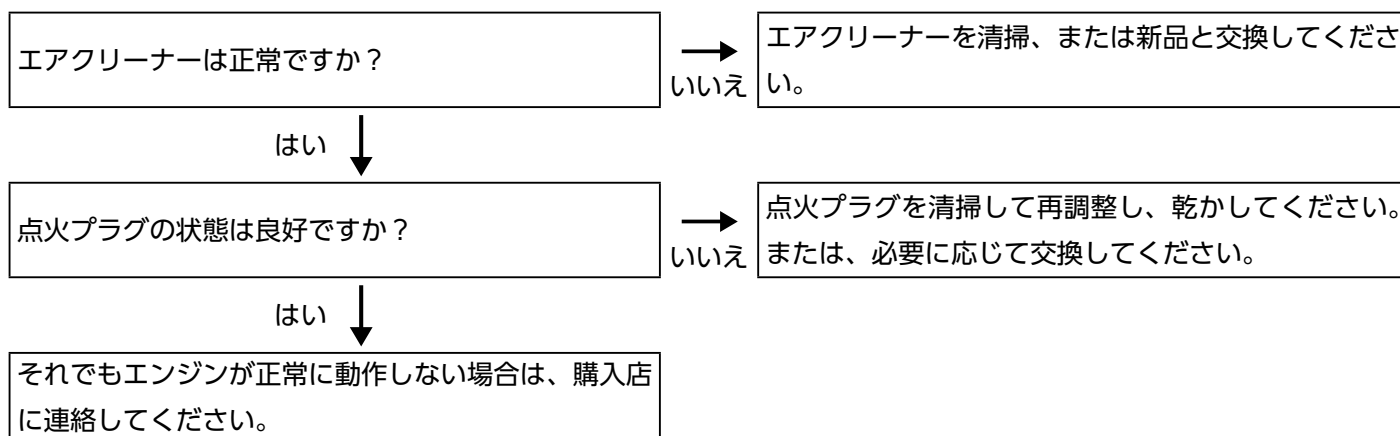 エアクリーナーは正常ですか？
いいえ
エアクリーナーを清掃、または新品と交換してくださ
い。
はい
点火プラグの状態は良好ですか？
いいえ
点火プラグを清掃して再調整し、乾かしてください。
または、必要に応じて交換してください。
はい
それでもエンジンが正常に動作しない場合は、購入店
に連絡してください。